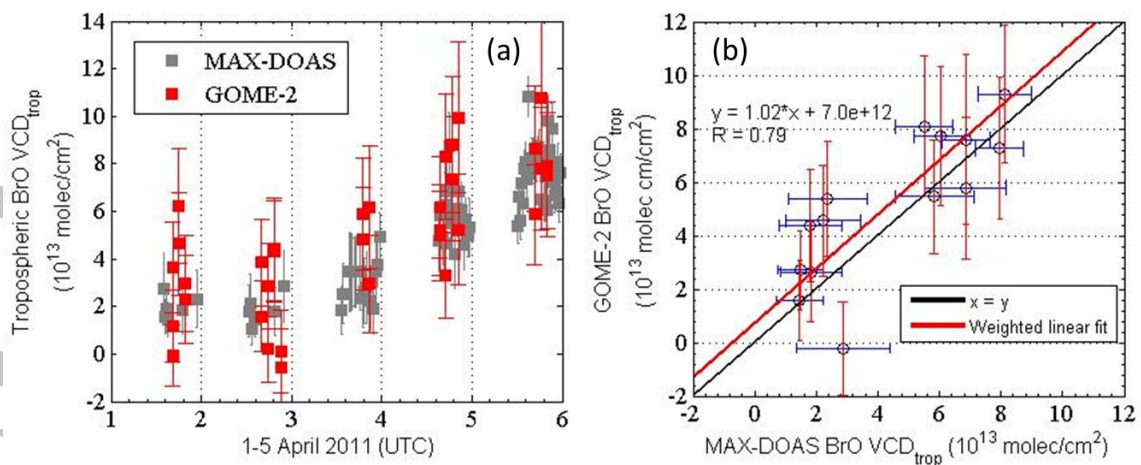 (a)
MAX-DOAS
GOME-2
Tropospheric BrO VCD_trop
(10^13 molec/cm^2)
14
12
10
8
6
4
2
0
-2
1
2
3
4
5
6
1-5 April 2011 (UTC)
(b)
y = 1.02*x + 7.0e+12
R = 0.79
x = y
Weighted linear fit
GOME-2 BrO VCD_trop
(10^13 molec cm/cm^2)
12
10
8
6
4
2
0
-2
-2
0
2
4
6
8
10
12
MAX-DOAS BrO VCD_trop (10^13 molec/cm^2)